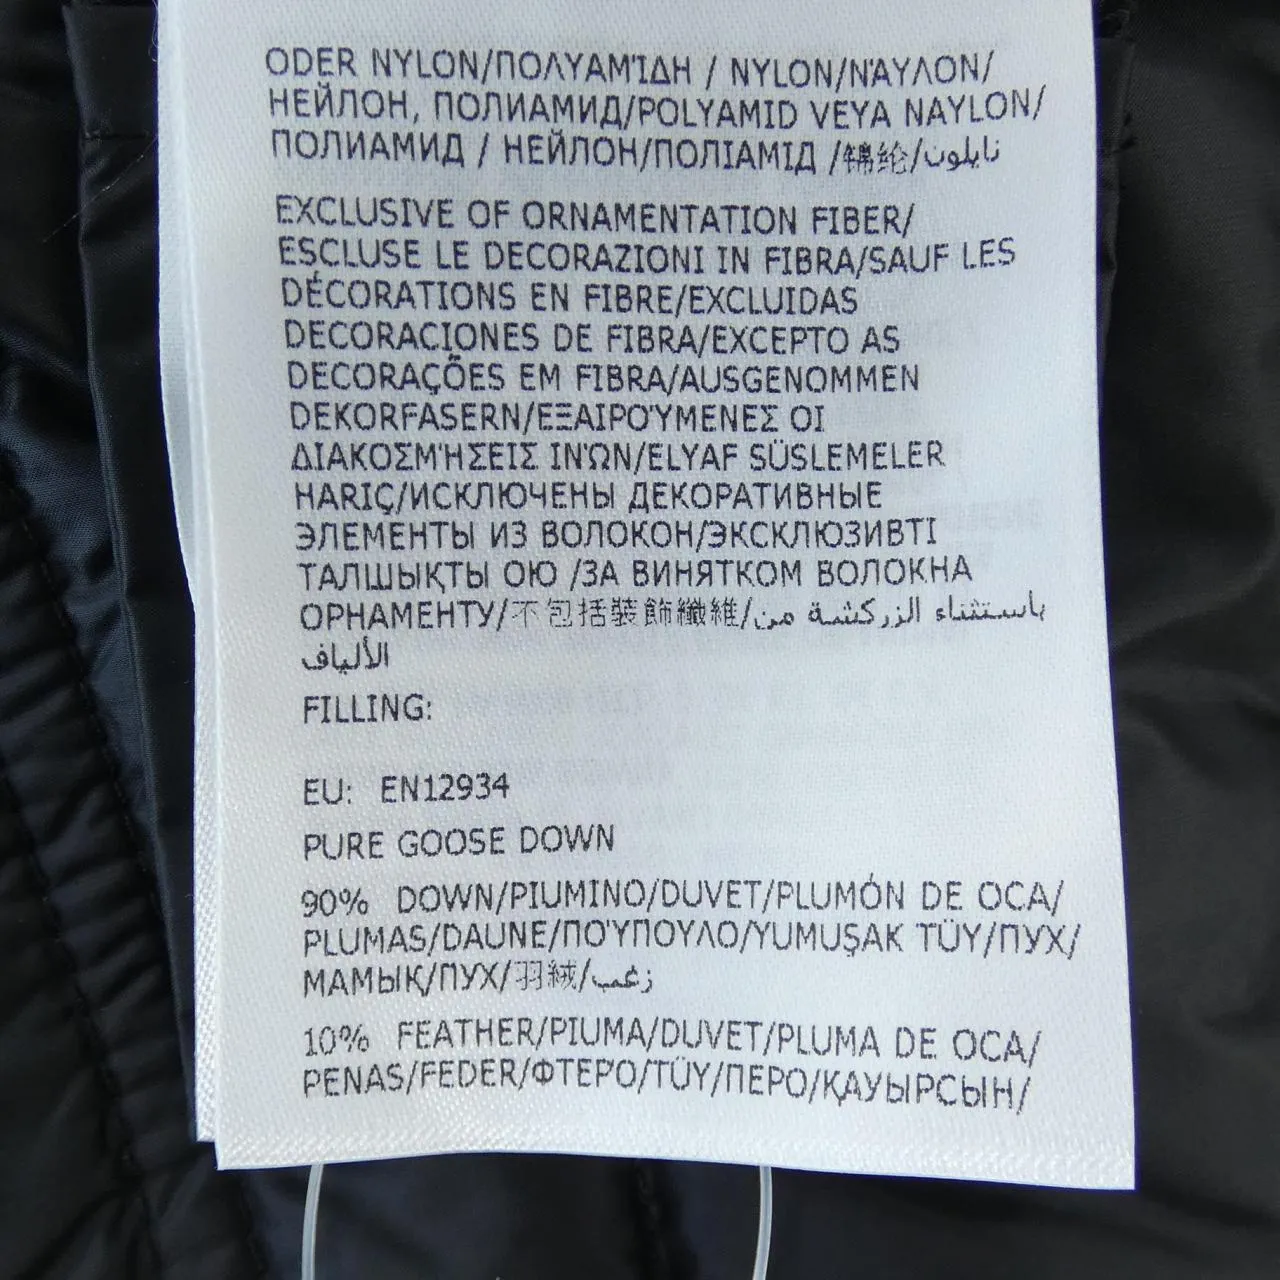 ODER NYLON/ΠΟΛΥΑΜΊΔΗ / NYLON/ΝΆΥΛΟΝ/
НЕЙЛОН, ПОЛИАМИД/POLYAMID VEYA NAYLON/
ПОЛИАМИД / НЕЙЛОН/ПОЛІАМІД /锦纶/نايلون
EXCLUSIVE OF ORNAMENTATION FIBER/
ESCLUSE LE DECORAZIONI IN FIBRA/SAUF LES
DÉCORATIONS EN FIBRE/EXCLUIDAS
DECORACIONES DE FIBRA/EXCEPTO AS
DECORAÇÕES EM FIBRA/AUSGENOMMEN
DEKORFASERN/ΕΞΑΙΡΟΎΜΕΝΕΣ ΟΙ
ΔΙΑΚΟΣΜΉΣΕΙΣ ΙΝΏΝ/ELYAF SÜSLEMELER
HARIÇ/ИСКЛЮЧЕНЫ ДЕКОРАТИВНЫЕ
ЭЛЕМЕНТЫ ИЗ ВОЛОКОН/ЭКСКЛЮЗИВТІ
ТАЛШЫҚТЫ ОЮ /ЗА ВИНЯТКОМ ВОЛОКНА
ОРНАМЕНТУ/不包括裝飾纖維/باستثناء الزركشة من
الألياف
FILLING:
EU: EN12934
PURE GOOSE DOWN
90% DOWN/PIUMINO/DUVET/PLUMÓN DE OCA/
PLUMAS/DAUNE/ΠΟΎΠΟΥΛΟ/YUMUŞAK TÜY/ПУХ/
МАМЫҚ/ПУХ/羽絨/زغب
10% FEATHER/PIUMA/DUVET/PLUMA DE OCA/
PENAS/FEDER/ΦΤΕΡΌ/TÜY/ПЕРО/ҚАУЫРСЫН/